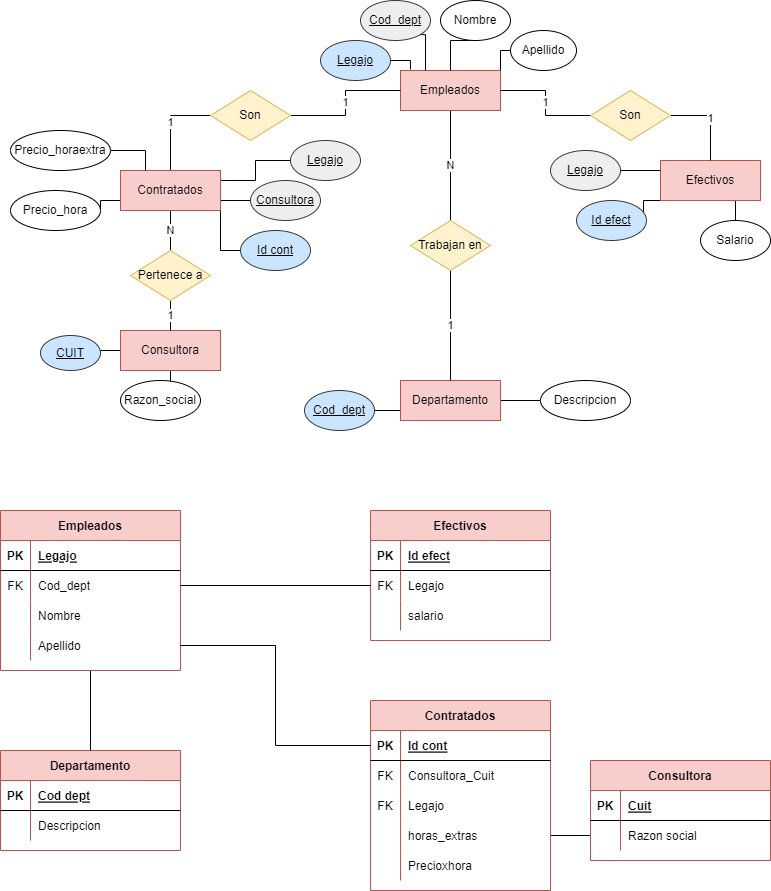 Cod_dept
Nombre
Apellido
Legajo
Empleados
Son
1
1
1
Son
1
1
Precio_horaextra
Legajo
Legajo
Contratados
Efectivos
Precio_hora
Consultora
Id efect
N
N
Id cont
Salario
Trabajan en
Pertenece a
1
1
CUIT
Consultora
Razon_social
Cod_dept
Departamento
Descripcion
Empleados
PK Legajo
FK Cod_dept
Nombre
Apellido
Efectivos
PK Id efect
FK Legajo
salario
Contratados
PK Id cont
FK Consultora_Cuit
FK Legajo
horas_extras
Precioxhora
Departamento
PK Cod dept
Descripcion
Consultora
PK Cuit
Razon social